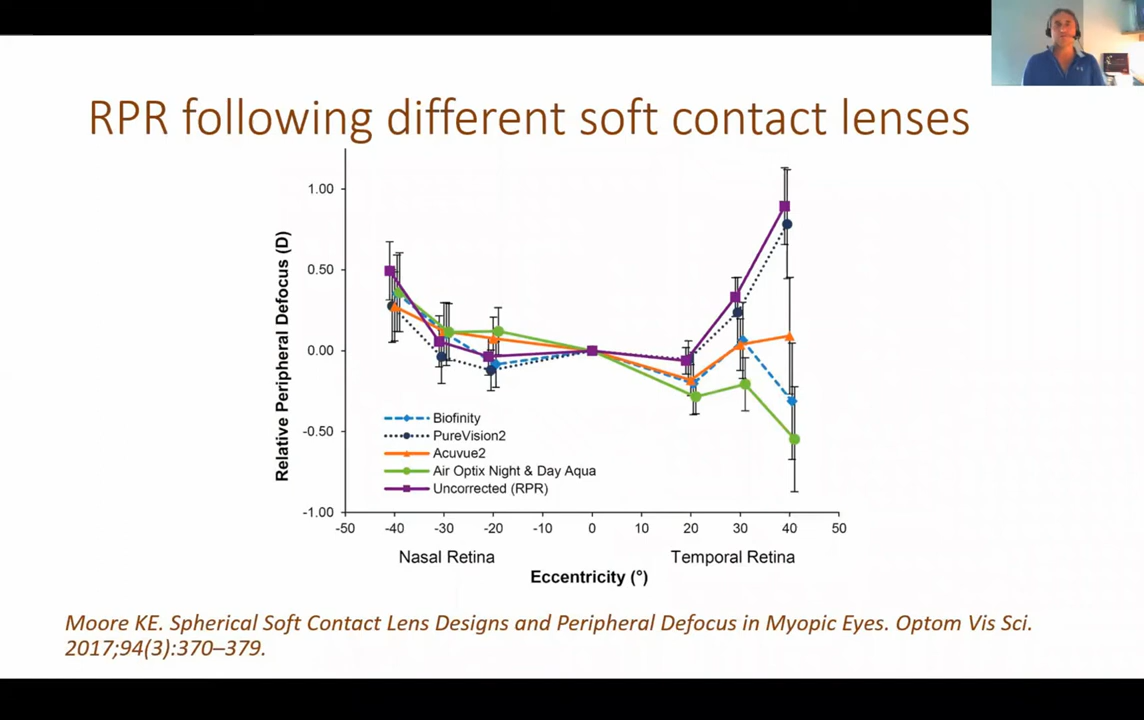 RPR following different soft contact lenses
Relative Peripheral Defocus (D)
1.00
0.50
0.00
-0.50
-1.00
Biofinity
PureVision2
Acuvue2
Air Optix Night & Day Aqua
Uncorrected (RPR)
-50 -40 -30 -20 -10 0 10 20 30 40 50
Nasal Retina Temporal Retina
Eccentricity (°)
Moore KE. Spherical Soft Contact Lens Designs and Peripheral Defocus in Myopic Eyes. Optom Vis Sci.
2017;94(3):370–379.